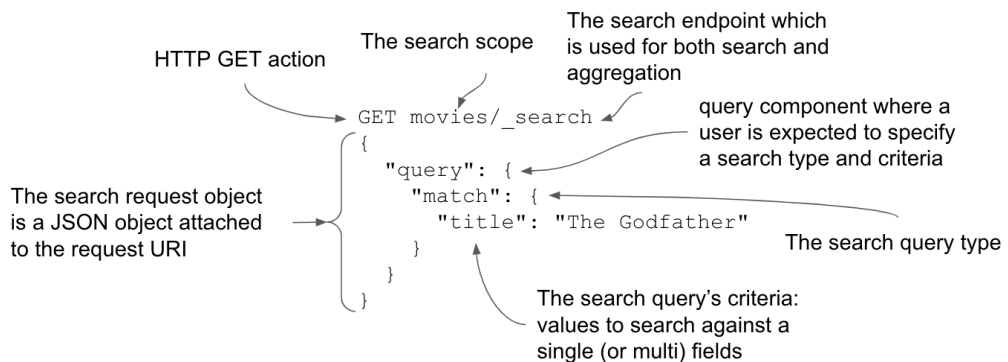 The search endpoint which
is used for both search and
aggregation
The search scope
HTTP GET action
GET movies/_search
query component where a
user is expected to specify
a search type and criteria
{
"query": {
"match": {
"title": "The Godfather"
}
}
}
The search request object
is a JSON object attached
to the request URI
The search query type
The search query’s criteria:
values to search against a
single (or multi) fields